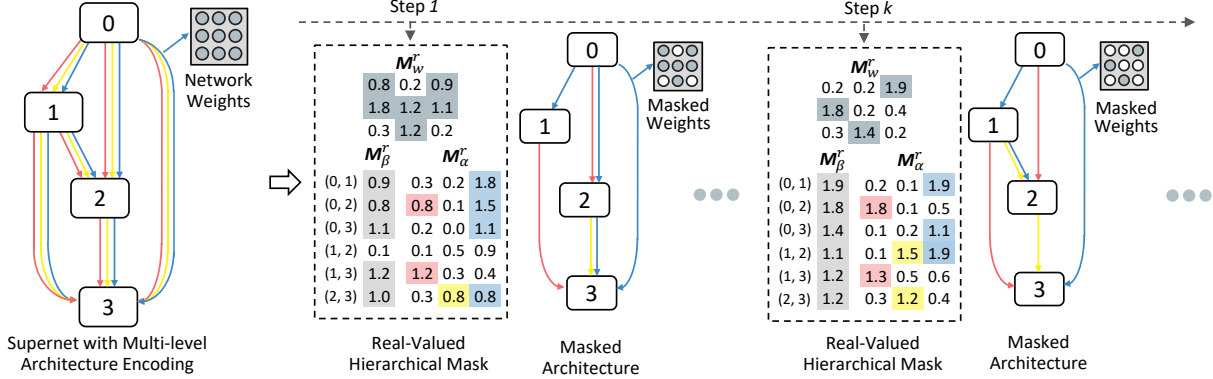 Step 1
Step k
0
1
2
3
Network
Weights
Supernet with Multi-level
Architecture Encoding
M_w^r
0.8 0.2 0.9
1.8 1.2 1.1
0.3 1.2 0.2
M_β^r M_α^r
(0, 1) 0.9 0.3 0.2 1.8
(0, 2) 0.8 0.8 0.1 1.5
(0, 3) 1.1 0.2 0.0 1.1
(1, 2) 0.1 0.1 0.5 0.9
(1, 3) 1.2 1.2 0.3 0.4
(2, 3) 1.0 0.3 0.8 0.8
Real-Valued
Hierarchical Mask
0
1
2
3
Masked
Weights
Masked
Architecture
M_w^r
0.2 0.2 1.9
1.8 0.2 0.4
0.3 1.4 0.2
M_β^r M_α^r
(0, 1) 1.9 0.2 0.1 1.9
(0, 2) 1.8 1.8 0.1 0.5
(0, 3) 1.4 0.1 0.2 1.1
(1, 2) 1.1 0.1 1.5 1.9
(1, 3) 1.2 1.3 0.5 0.6
(2, 3) 1.2 0.3 1.2 0.4
Real-Valued
Hierarchical Mask
0
1
2
3
Masked
Weights
Masked
Architecture